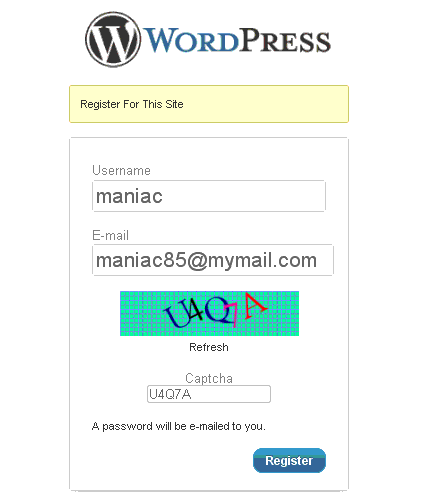 WORDPRESS
Register For This Site
Username
maniac
E-mail
maniac85@mymail.com
U4Q7A
Refresh
Captcha
U4Q7A
A password will be e-mailed to you.
Register